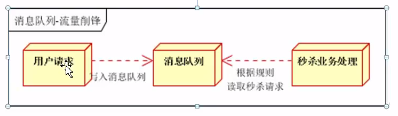 消息队列-流量削锋
用户请求
消息队列
秒杀业务处理
写入消息队列
根据规则
读取秒杀请求